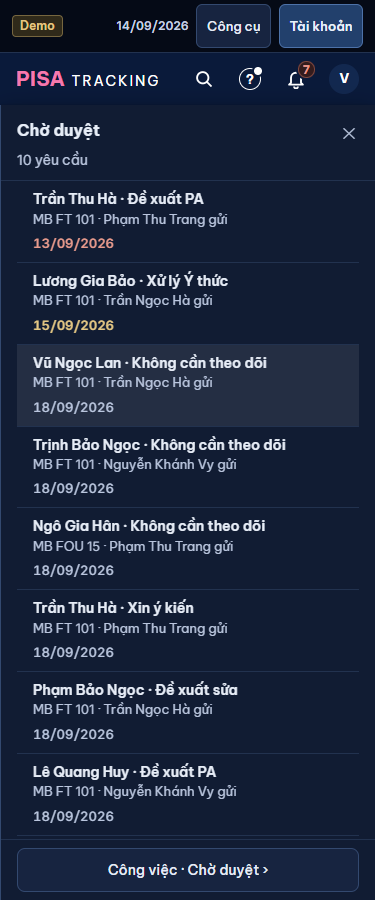 Demo
14/09/2026
Công cụ
Tài khoản
PISA TRACKING
?
7
V
Chờ duyệt
10 yêu cầu
Trần Thu Hà · Đề xuất PA
MB FT 101 · Phạm Thu Trang gửi
13/09/2026
Lương Gia Bảo · Xử lý Ý thức
MB FT 101 · Trần Ngọc Hà gửi
15/09/2026
Vũ Ngọc Lan · Không cần theo dõi
MB FT 101 · Trần Ngọc Hà gửi
18/09/2026
Trịnh Bảo Ngọc · Không cần theo dõi
MB FT 101 · Nguyễn Khánh Vy gửi
18/09/2026
Ngô Gia Hân · Không cần theo dõi
MB FOU 15 · Phạm Thu Trang gửi
18/09/2026
Trần Thu Hà · Xin ý kiến
MB FT 101 · Phạm Thu Trang gửi
18/09/2026
Phạm Bảo Ngọc · Đề xuất sửa
MB FT 101 · Trần Ngọc Hà gửi
18/09/2026
Lê Quang Huy · Đề xuất PA
MB FT 101 · Nguyễn Khánh Vy gửi
18/09/2026
Công việc · Chờ duyệt ›